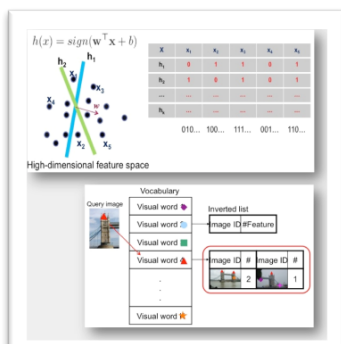 h(x) = sign(w⊤x + b)
h₂ h₁
x₁
x₃
x₄
w
x₂ x₅
High-dimensional feature space
X x₁ x₂ x₃ x₄ x₅
h₁ 0 1 1 0 1
h₂ 1 0 1 0 1
... ... ... ... ... ...
hₖ ... ... ... ... ...
010... 100... 111... 001... 110...
Vocabulary
Query image
Visual word
Visual word
Visual word
Visual word
Visual word
Inverted list
Image ID #Feature
Image ID # Image ID #
2 1